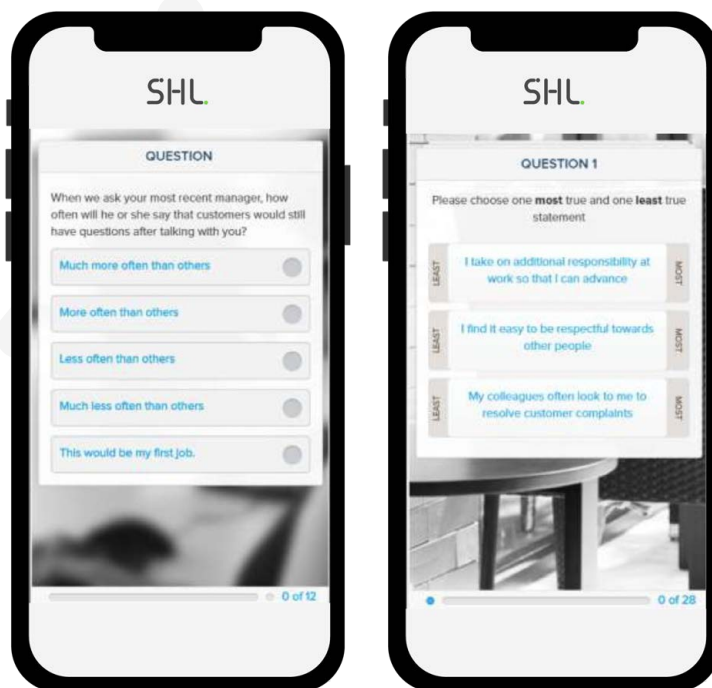 SHL.
QUESTION
When we ask your most recent manager, how
often will he or she say that customers would still
have questions after talking with you?
Much more often than others
More often than others
Less often than others
Much less often than others
This would be my first job.
0 of 12
SHL.
QUESTION 1
Please choose one most true and one least true
statement
LEAST
I take on additional responsibility at
work so that I can advance
MOST
LEAST
I find it easy to be respectful towards
other people
MOST
LEAST
My colleagues often look to me to
resolve customer complaints
MOST
0 of 28